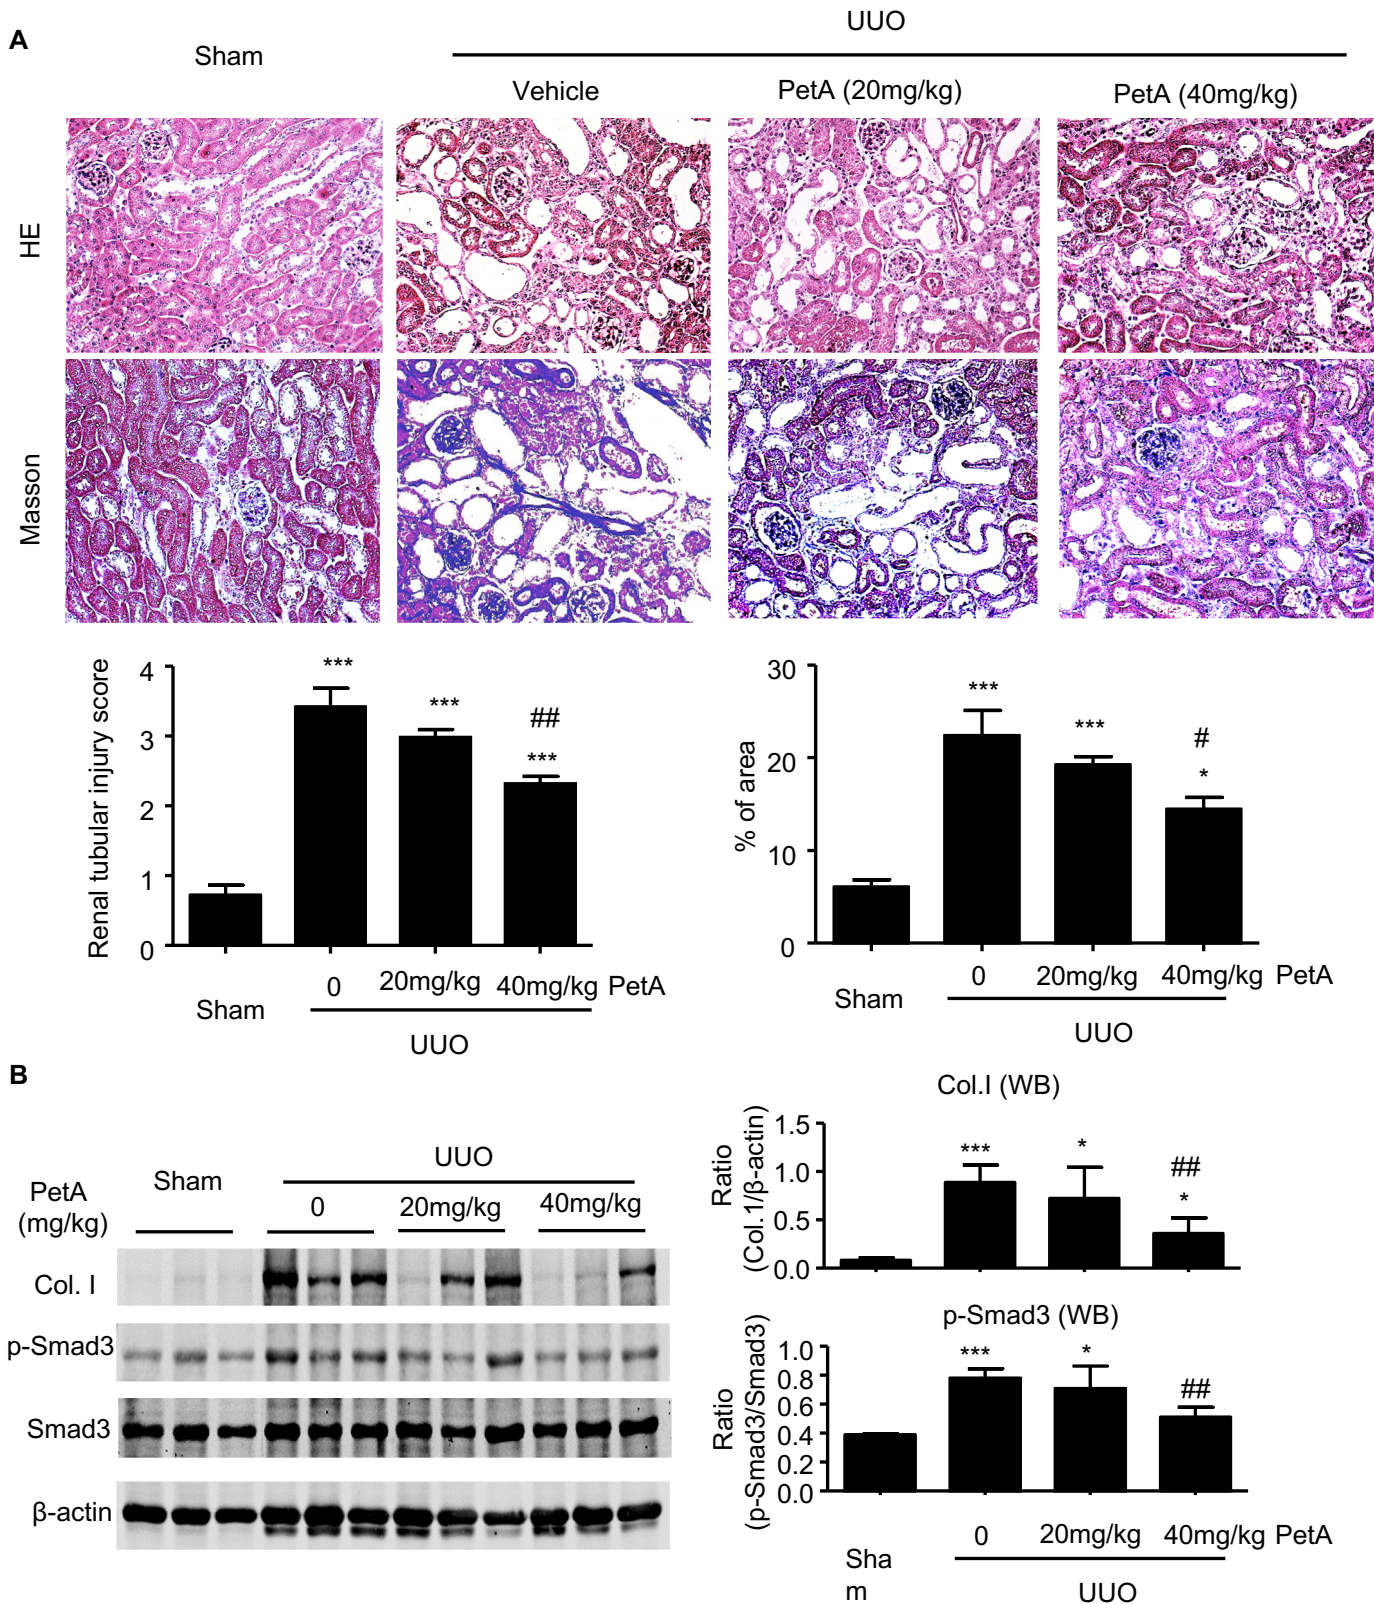 A
Sham
UUO
Vehicle
PetA (20mg/kg)
PetA (40mg/kg)
HE
Masson
Renal tubular injury score
4
3
2
1
0
***
***
##
***
Sham
0
20mg/kg
40mg/kg
PetA
UUO
% of area
30
20
10
0
***
***
#
*
Sham
0
20mg/kg
40mg/kg
PetA
UUO
B
PetA
(mg/kg)
Sham
UUO
0
20mg/kg
40mg/kg
Col. I
p-Smad3
Smad3
β-actin
Col.I (WB)
Ratio
(Col.1/β-actin)
1.5
1.0
0.5
0.0
***
*
##
*
p-Smad3 (WB)
Ratio
(p-Smad3/Smad3)
1.0
0.8
0.6
0.4
0.2
0.0
***
*
##
Sha
m
0
20mg/kg
40mg/kg
PetA
UUO